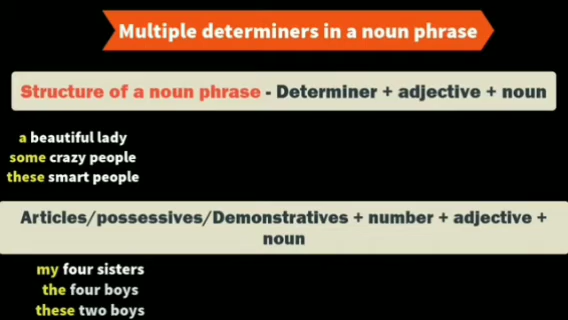 Multiple determiners in a noun phrase
Structure of a noun phrase - Determiner + adjective + noun
a beautiful lady
some crazy people
these smart people
Articles/possessives/Demonstratives + number + adjective +
noun
my four sisters
the four boys
these two boys